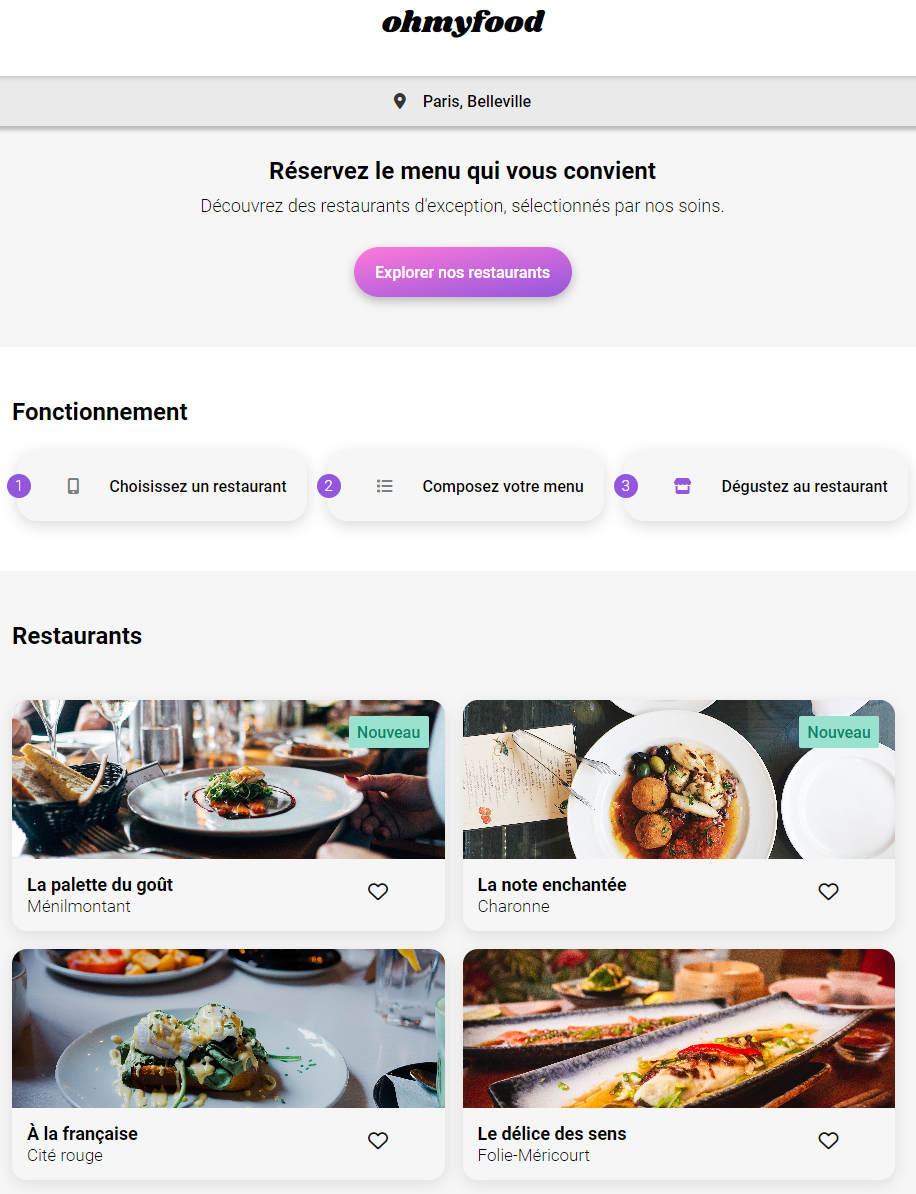 ohmyfood
Paris, Belleville
Réservez le menu qui vous convient
Découvrez des restaurants d'exception, sélectionnés par nos soins.
Explorer nos restaurants
Fonctionnement
1 Choisissez un restaurant
2 Composez votre menu
3 Dégustez au restaurant
Restaurants
Nouveau
La palette du goût
Ménilmontant
Nouveau
La note enchantée
Charonne
À la française
Cité rouge
Le délice des sens
Folie-Méricourt